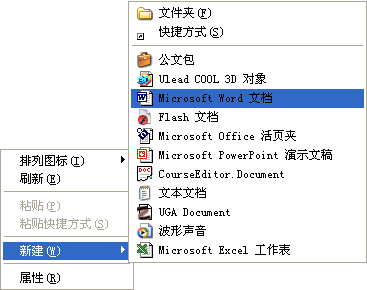 文件夹(F)
快捷方式(S)
公文包
Ulead COOL 3D 对象
Microsoft Word 文档
Flash 文档
Microsoft Office 活页夹
Microsoft PowerPoint 演示文稿
CourseEditor.Document
文本文档
UGA Document
波形声音
Microsoft Excel 工作表
排列图标(I)
刷新(E)
粘贴(P)
粘贴快捷方式(S)
新建(W)
属性(R)